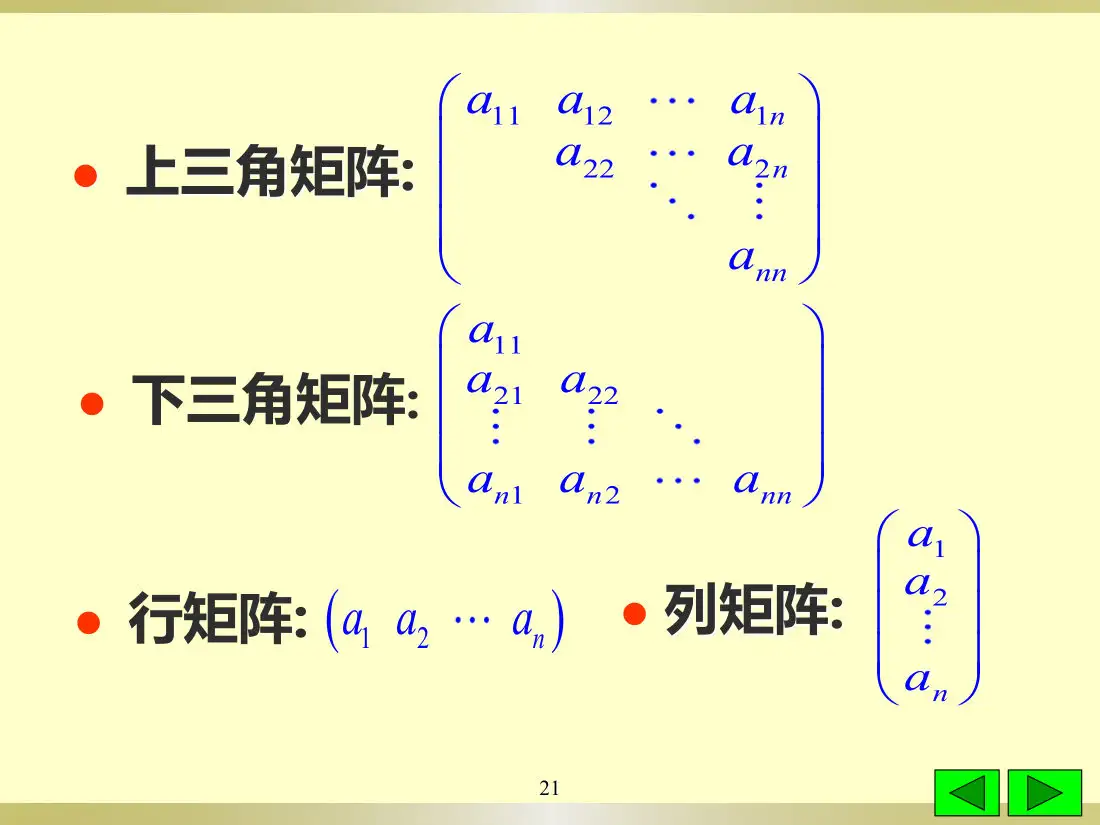 上三角矩阵:
a11 a12 ⋯ a1n
a22 ⋯ a2n
⋱ ⋮
ann
下三角矩阵:
a11
a21 a22
⋮ ⋮ ⋱
an1 an2 ⋯ ann
行矩阵: (a1 a2 ⋯ an)
列矩阵:
a1
a2
⋮
an
21